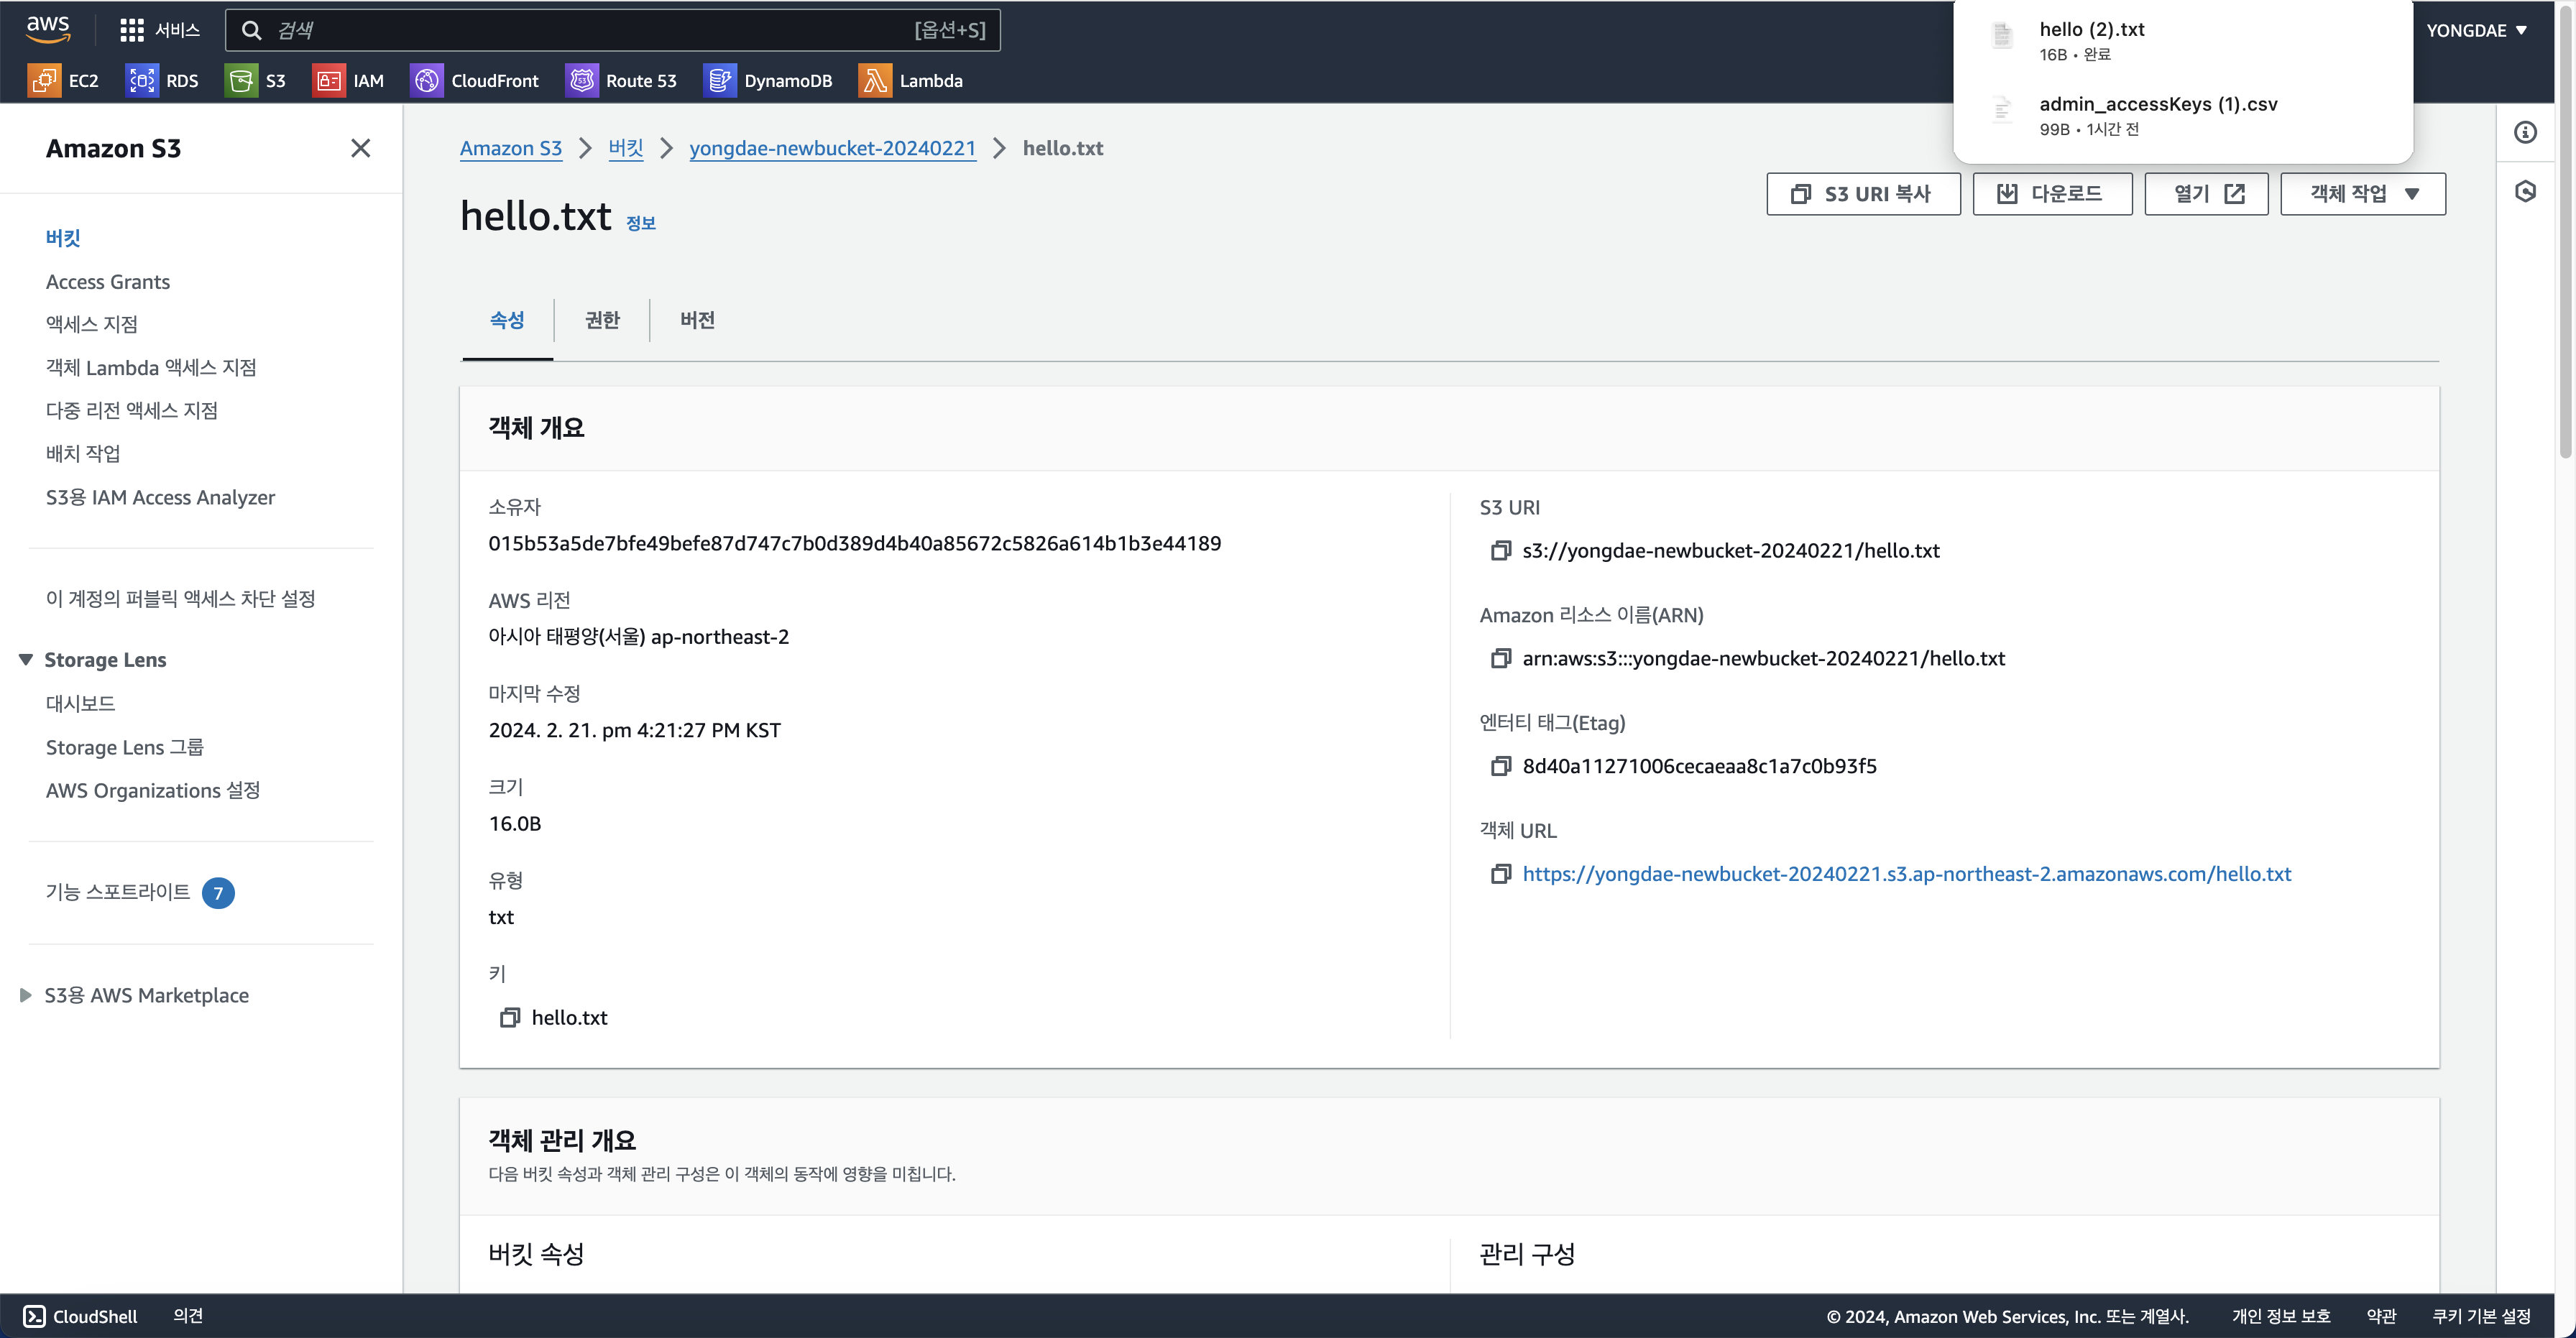 aws
서비스
검색
[옵션+S]
hello (2).txt
16B • 완료
admin_accessKeys (1).csv
99B • 1시간 전
YONGDAE
EC2
RDS
S3
IAM
CloudFront
Route 53
DynamoDB
Lambda
Amazon S3
버킷
Access Grants
액세스 지점
객체 Lambda 액세스 지점
다중 리전 액세스 지점
배치 작업
S3용 IAM Access Analyzer
이 계정의 퍼블릭 액세스 차단 설정
Storage Lens
대시보드
Storage Lens 그룹
AWS Organizations 설정
기능 스포트라이트 7
S3용 AWS Marketplace
Amazon S3 > 버킷 > yongdae-newbucket-20240221 > hello.txt
hello.txt 정보
S3 URI 복사
다운로드
열기
객체 작업
속성
권한
버전
객체 개요
소유자
015b53a5de7bfe49befe87d747c7b0d389d4b40a85672c5826a614b1b3e44189
AWS 리전
아시아 태평양(서울) ap-northeast-2
마지막 수정
2024. 2. 21. pm 4:21:27 PM KST
크기
16.0B
유형
txt
키
hello.txt
S3 URI
s3://yongdae-newbucket-20240221/hello.txt
Amazon 리소스 이름(ARN)
arn:aws:s3:::yongdae-newbucket-20240221/hello.txt
엔터티 태그(Etag)
8d40a11271006cecaeaa8c1a7c0b93f5
객체 URL
https://yongdae-newbucket-20240221.s3.ap-northeast-2.amazonaws.com/hello.txt
객체 관리 개요
다음 버킷 속성과 객체 관리 구성은 이 객체의 동작에 영향을 미칩니다.
버킷 속성
관리 구성
CloudShell
의견
© 2024, Amazon Web Services, Inc. 또는 계열사.
개인 정보 보호
약관
쿠키 기본 설정